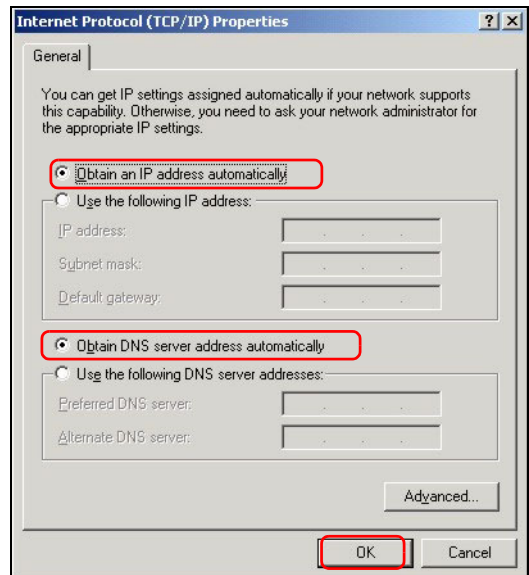 Internet Protocol (TCP/IP) Properties
General
You can get IP settings assigned automatically if your network supports
this capability. Otherwise, you need to ask your network administrator for
the appropriate IP settings.
Obtain an IP address automatically
Use the following IP address:
IP address:
Subnet mask:
Default gateway:
Obtain DNS server address automatically
Use the following DNS server addresses:
Preferred DNS server:
Alternate DNS server:
Advanced...
OK
Cancel